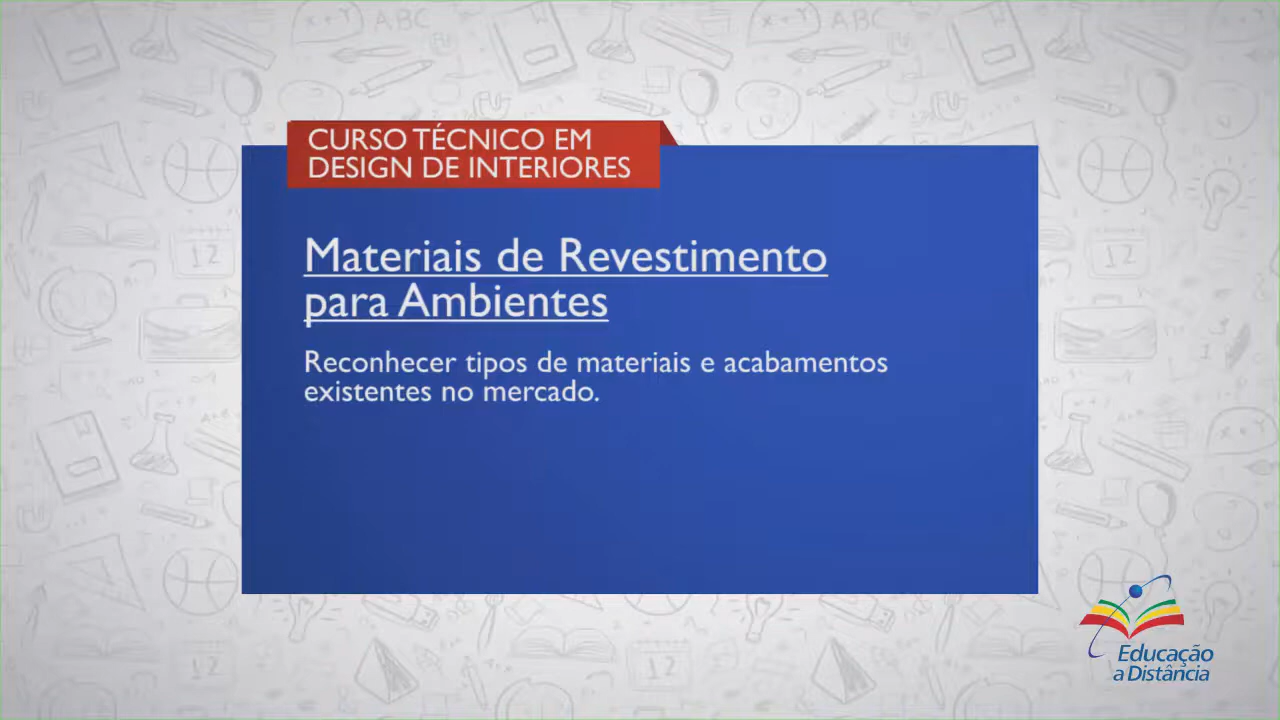 CURSO TÉCNICO EM
DESIGN DE INTERIORES
Materiais de Revestimento
para Ambientes
Reconhecer tipos de materiais e acabamentos
existentes no mercado.
Educação
a Distância